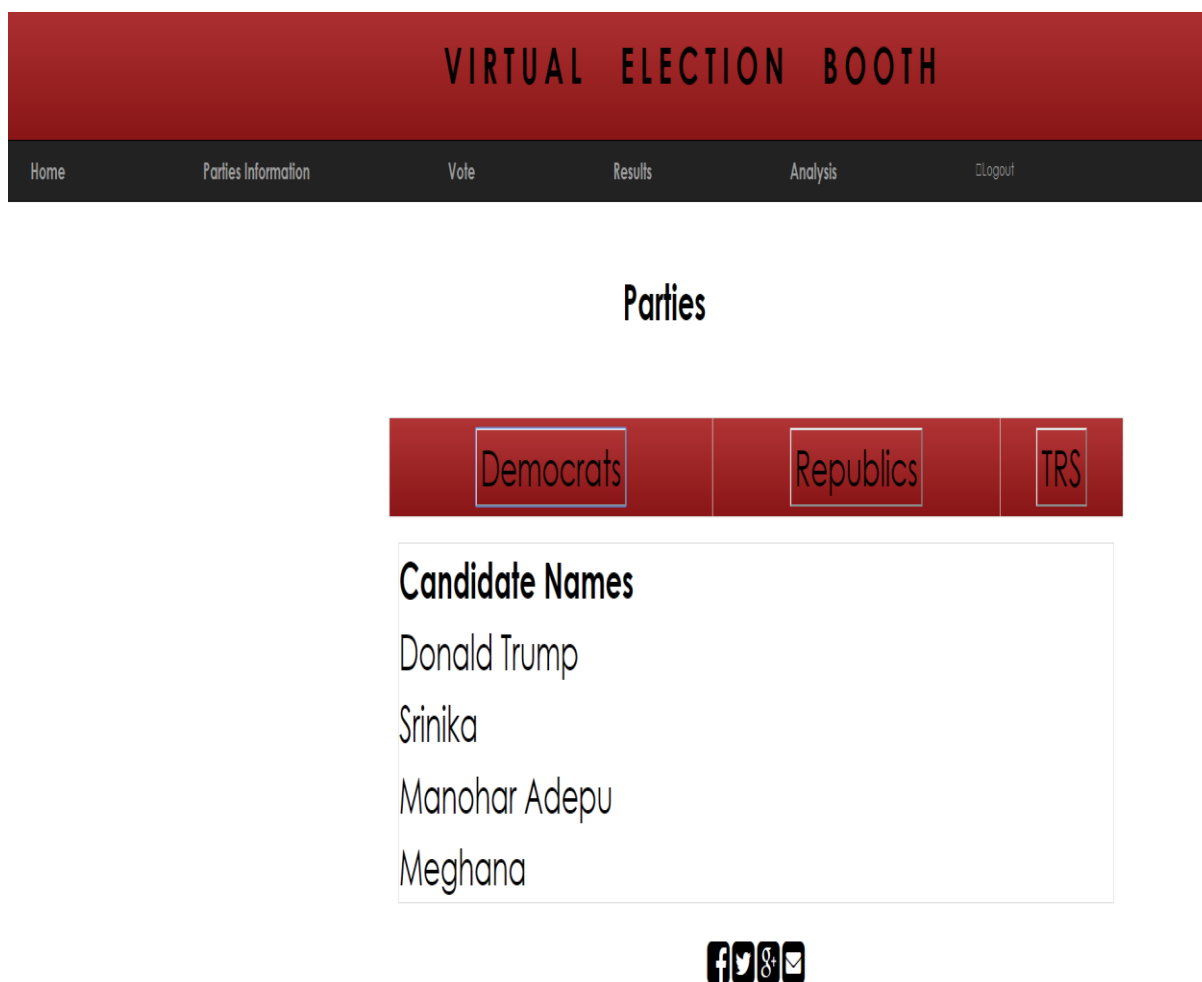 VIRTUAL ELECTION BOOTH
Home Parties Information Vote Results Analysis Logout
Parties
Democrats Republics TRS
Candidate Names
Donald Trump
Srinika
Manohar Adepu
Meghana